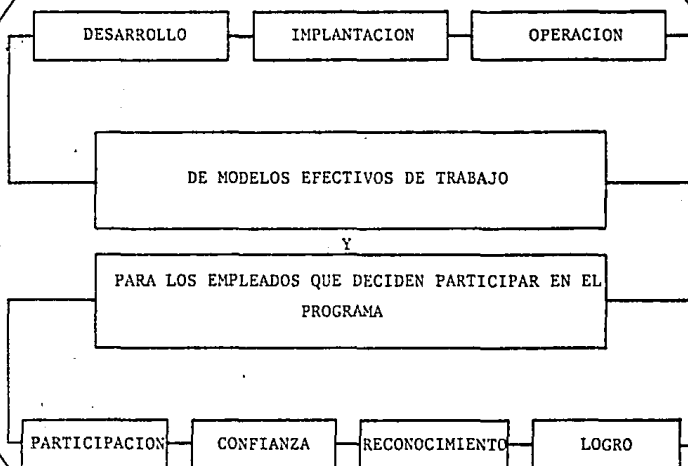 DESARROLLO IMPLANTACION OPERACION
DE MODELOS EFECTIVOS DE TRABAJO
Y
PARA LOS EMPLEADOS QUE DECIDEN PARTICIPAR EN EL
PROGRAMA
PARTICIPACION CONFIANZA RECONOCIMIENTO LOGRO